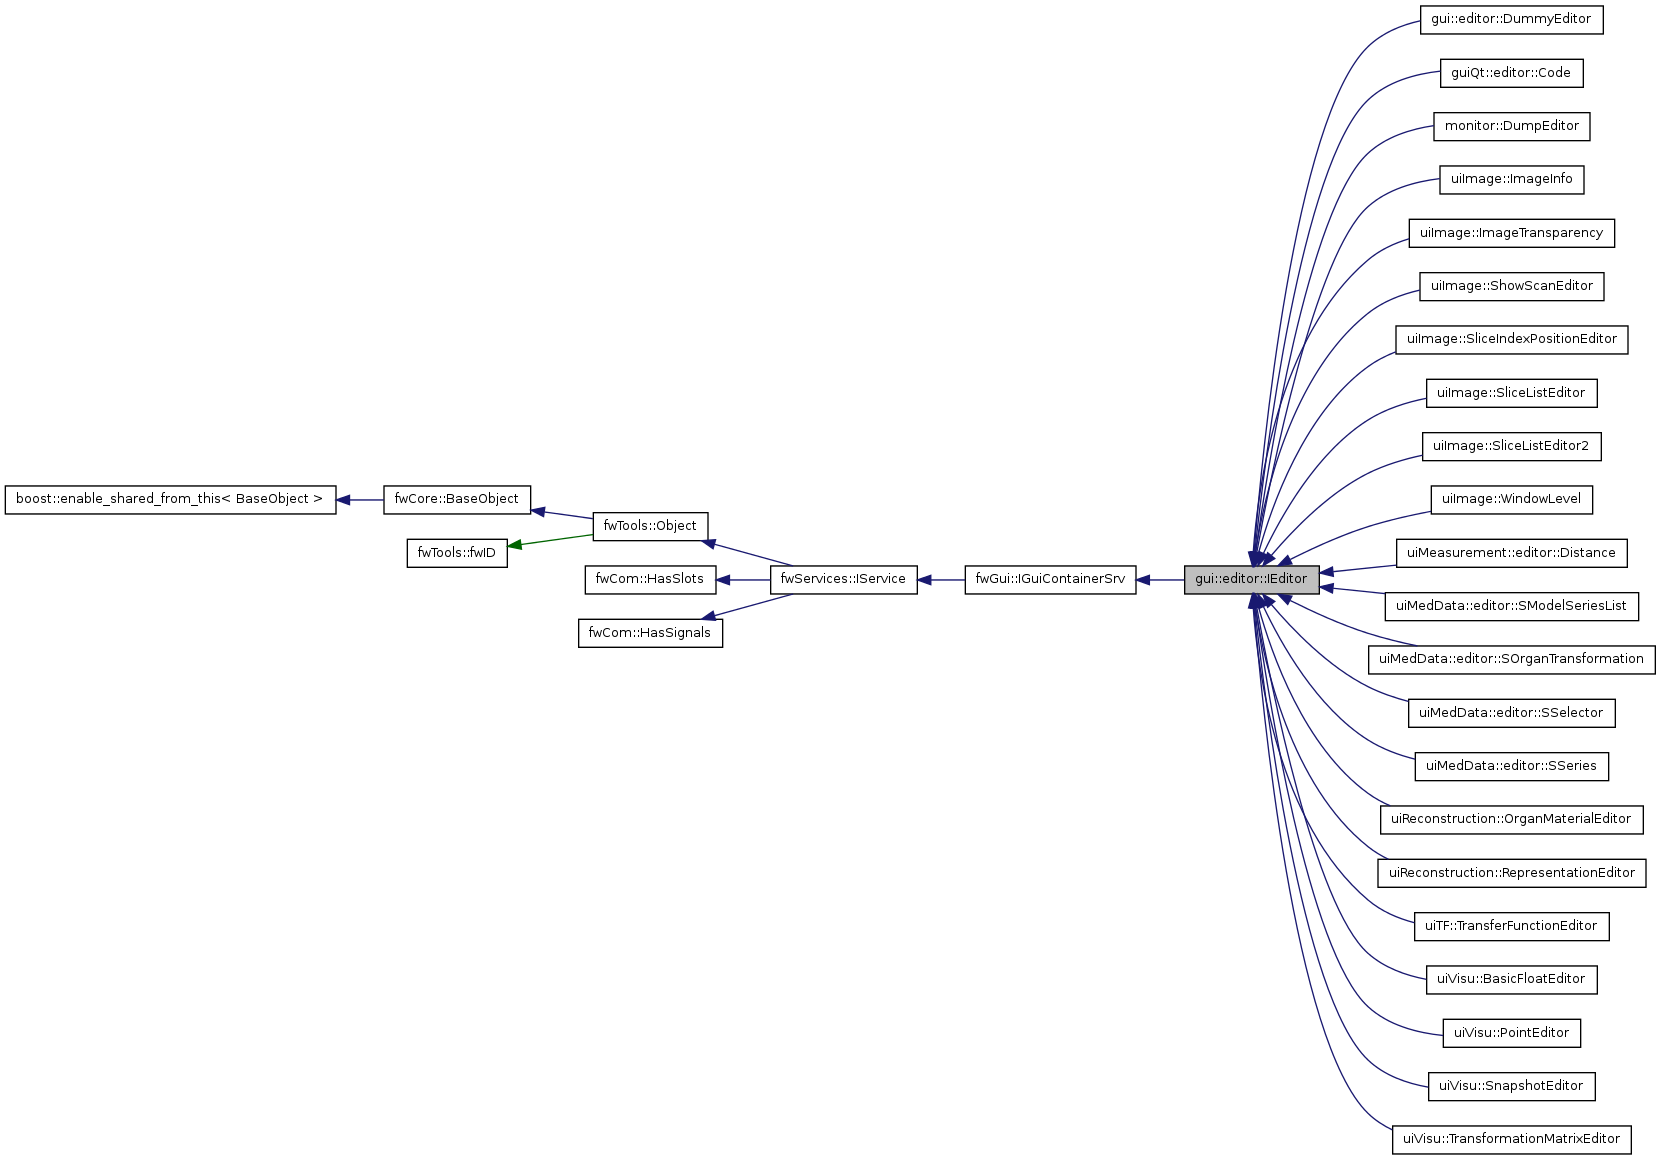 boost::enable_shared_from_this< BaseObject >
fwCore::BaseObject
fwTools::fwID
fwTools::Object
fwCom::HasSlots
fwCom::HasSignals
fwServices::IService
fwGui::IGuiContainerSrv
gui::editor::IEditor
gui::editor::DummyEditor
guiQt::editor::Code
monitor::DumpEditor
uiImage::ImageInfo
uiImage::ImageTransparency
uiImage::ShowScanEditor
uiImage::SliceIndexPositionEditor
uiImage::SliceListEditor
uiImage::SliceListEditor2
uiImage::WindowLevel
uiMeasurement::editor::Distance
uiMedData::editor::SModelSeriesList
uiMedData::editor::SOrganTransformation
uiMedData::editor::SSelector
uiMedData::editor::SSeries
uiReconstruction::OrganMaterialEditor
uiReconstruction::RepresentationEditor
uiTF::TransferFunctionEditor
uiVisu::BasicFloatEditor
uiVisu::PointEditor
uiVisu::SnapshotEditor
uiVisu::TransformationMatrixEditor